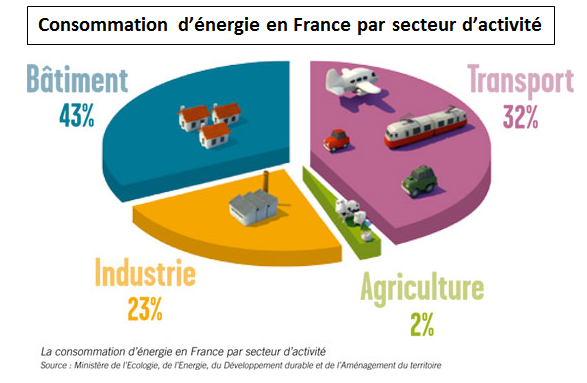 Consommation d’énergie en France par secteur d’activité
Bâtiment
43%
Transport
32%
Industrie
23%
Agriculture
2%
La consommation d’énergie en France par secteur d’activité
Source : Ministère de l’Ecologie, de l’Energie, du Développement durable et de l’Aménagement du territoire